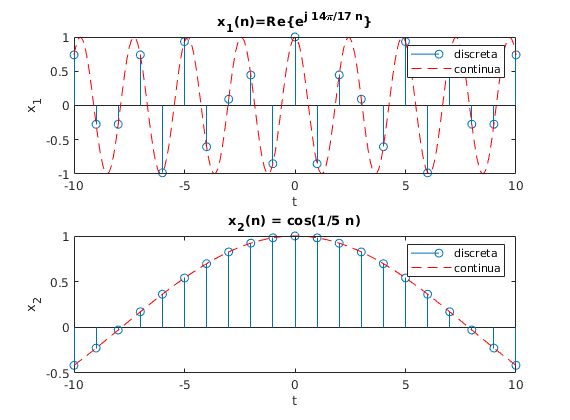 x₁(n)=Re{e^{j 14π/17 n}}
1
0.5
0
-0.5
-1
x₁
discreta
continua
-10
-5
0
5
10
t
x₂(n) = cos(1/5 n)
1
0.5
0
-0.5
x₂
discreta
continua
-10
-5
0
5
10
t